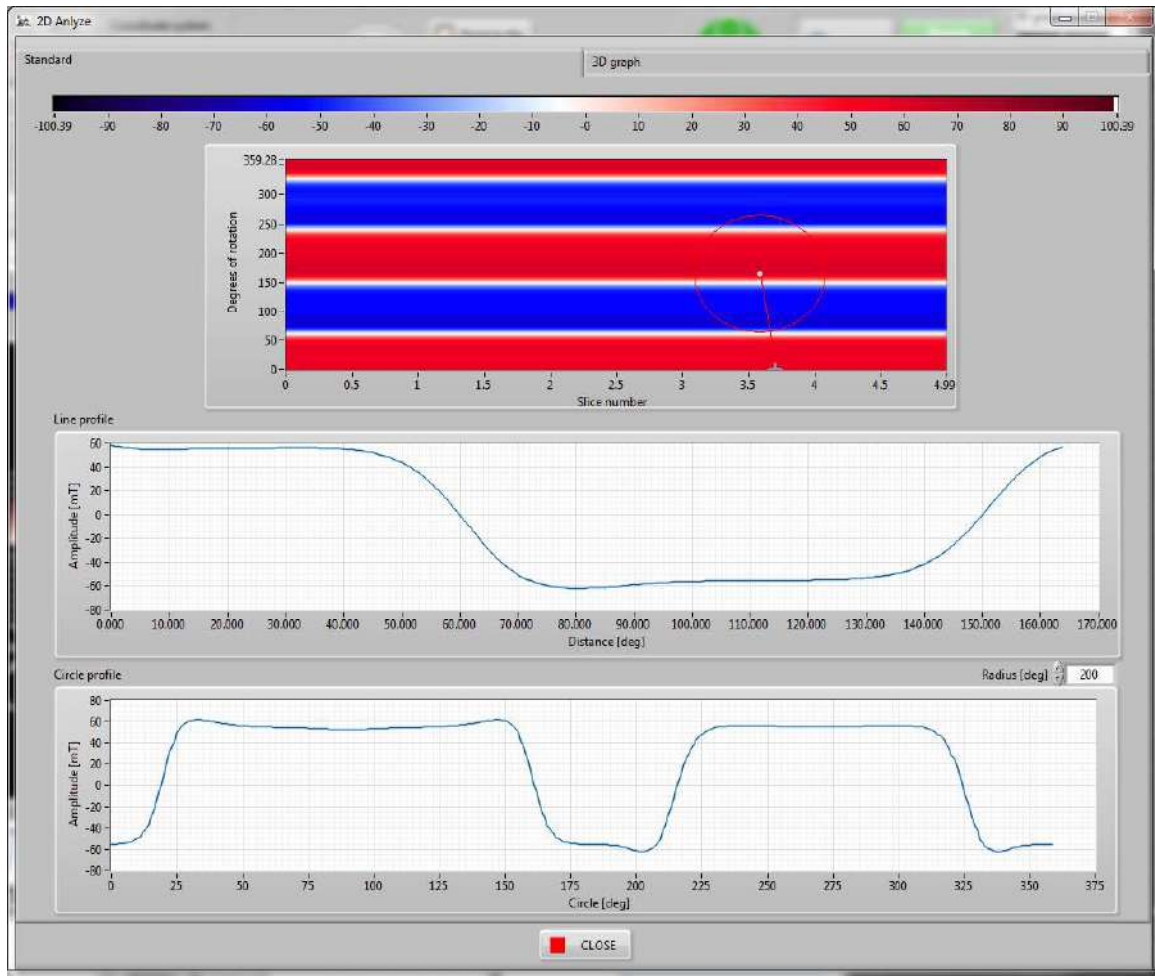 2D Anlyze
Standard
3D graph
-100.39 -90 -80 -70 -60 -50 -40 -30 -20 -10 -0 10 20 30 40 50 60 70 80 90 100.39
359.28
300
250
200
150
100
50
0
Degrees of rotation
0 0.5 1 1.5 2 2.5 3 3.5 4 4.5 4.99
Slice number
Line profile
60
40
20
0
-20
-40
-60
-80
Amplitude [mT]
0.000 10.000 20.000 30.000 40.000 50.000 60.000 70.000 80.000 90.000 100.000 110.000 120.000 130.000 140.000 150.000 160.000 170.000
Distance [deg]
Circle profile
Radius [deg] 200
80
60
40
20
0
-20
-40
-60
-80
Amplitude [mT]
0 25 50 75 100 125 150 175 200 225 250 275 300 325 350 375
Circle [deg]
CLOSE